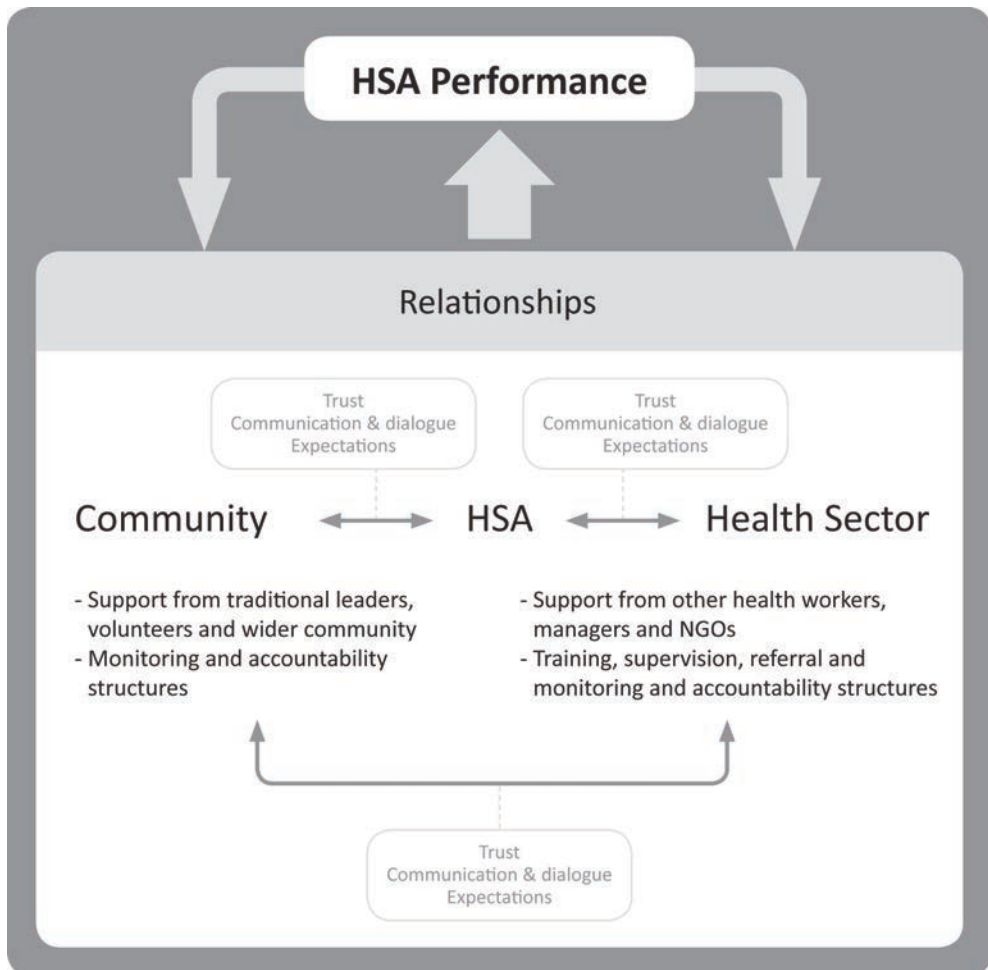 HSA Performance
Relationships
Trust
Communication & dialogue
Expectations
Trust
Communication & dialogue
Expectations
Community
HSA
Health Sector
- Support from traditional leaders,
volunteers and wider community
- Monitoring and accountability
structures
- Support from other health workers,
managers and NGOs
- Training, supervision, referral and
monitoring and accountability structures
Trust
Communication & dialogue
Expectations